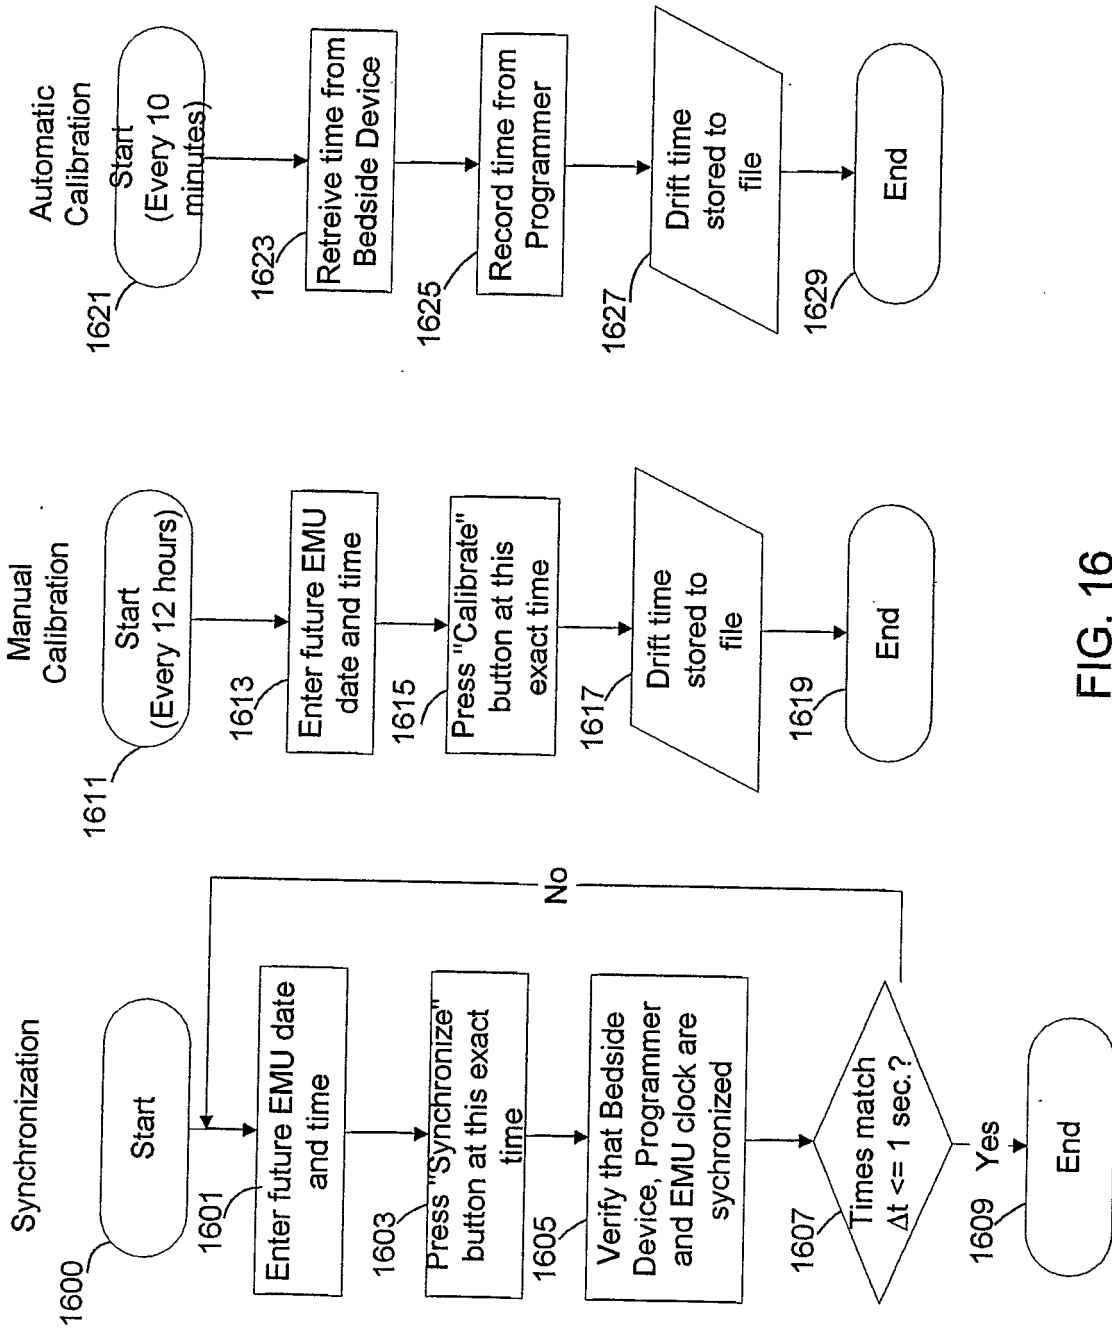 Synchronization
1600
Start
1601
Enter future EMU date
and time
1603
Press "Synchronize"
button at this exact
time
1605
Verify that Bedside
Device, Programmer
and EMU clock are
sychronized
1607
Times match
Δt <= 1 sec.?
No
Yes
1609
End
Manual
Calibration
1611
Start
(Every 12 hours)
1613
Enter future EMU
date and time
1615
Press "Calibrate"
button at this
exact time
1617
Drift time
stored to
file
1619
End
Automatic
Calibration
1621
Start
(Every 10
minutes)
1623
Retreive time from
Bedside Device
1625
Record time from
Programmer
1627
Drift time
stored to
file
1629
End
FIG. 16